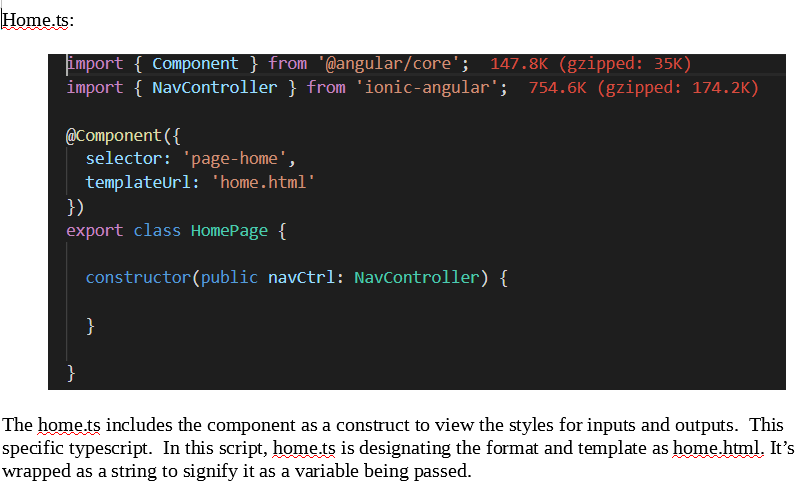 Home.ts:
import { Component } from '@angular/core';  147.8K (gzipped: 35K)
import { NavController } from 'ionic-angular';  754.6K (gzipped: 174.2K)
@Component({
  selector: 'page-home',
  templateUrl: 'home.html'
})
export class HomePage {
  constructor(public navCtrl: NavController) {
  }
}
The home.ts includes the component as a construct to view the styles for inputs and outputs.  This
specific typescript.  In this script, home.ts is designating the format and template as home.html. It’s
wrapped as a string to signify it as a variable being passed.